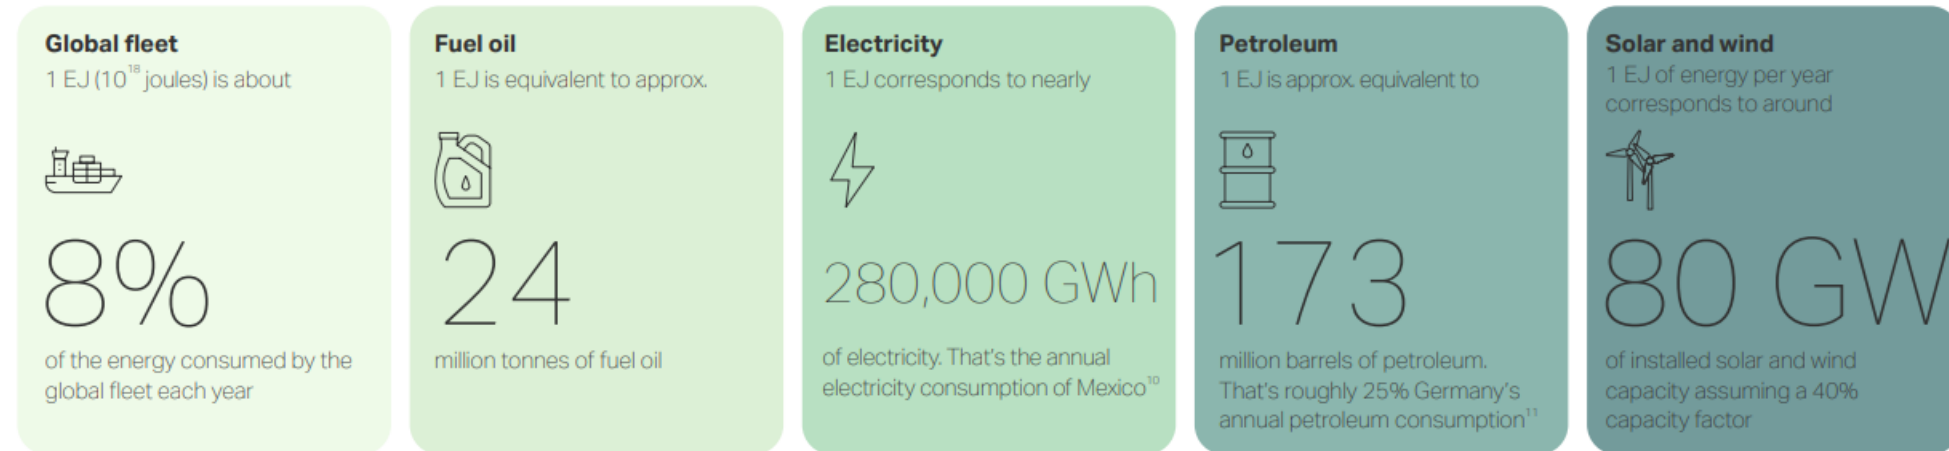 Global fleet
1 EJ (10¹⁸ joules) is about
8%
of the energy consumed by the
global fleet each year
Fuel oil
1 EJ is equivalent to approx.
24
million tonnes of fuel oil
Electricity
1 EJ corresponds to nearly
280,000 GWh
of electricity. That's the annual
electricity consumption of Mexico¹⁰
Petroleum
1 EJ is approx. equivalent to
173
million barrels of petroleum.
That's roughly 25% Germany's
annual petroleum consumption¹¹
Solar and wind
1 EJ of energy per year
corresponds to around
80 GW
of installed solar and wind
capacity assuming a 40%
capacity factor